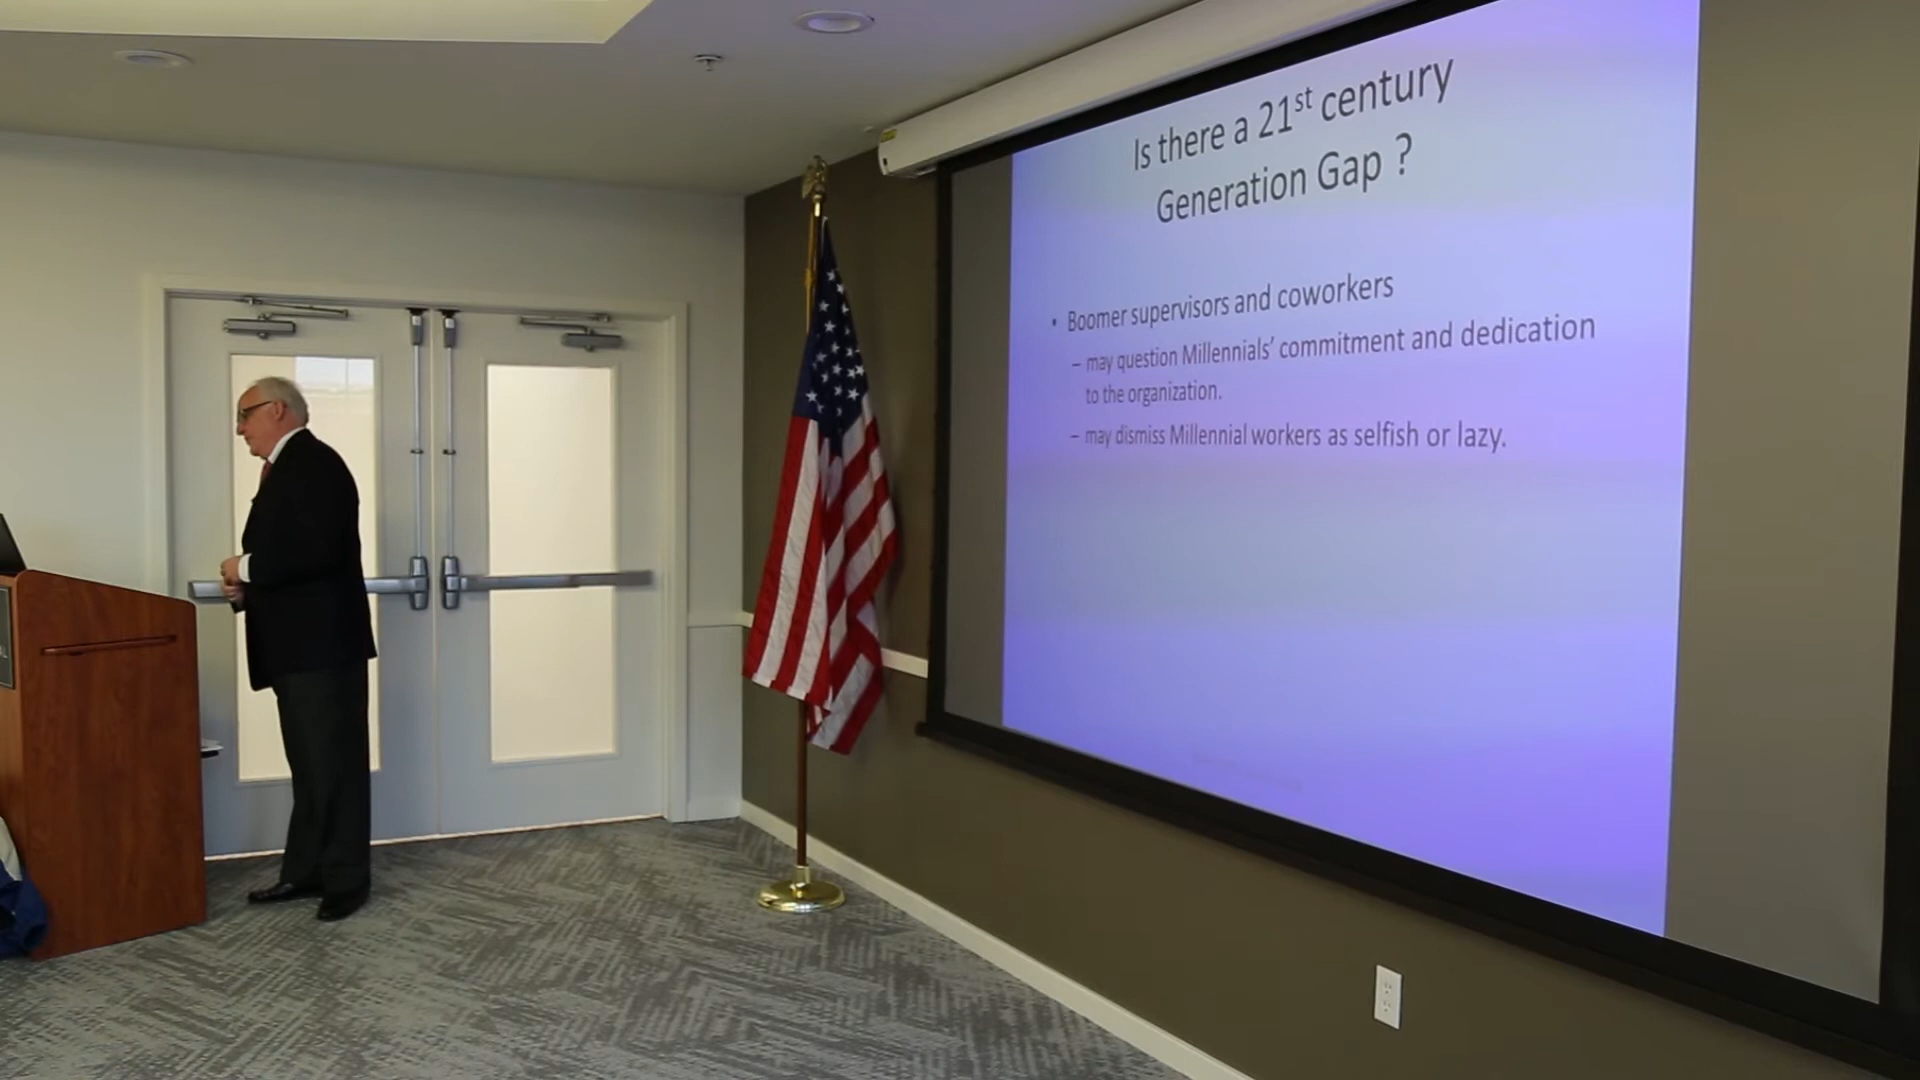 Is there a 21st century
Generation Gap ?
• Boomer supervisors and coworkers
– may question Millennials' commitment and dedication
to the organization.
– may dismiss Millennial workers as selfish or lazy.